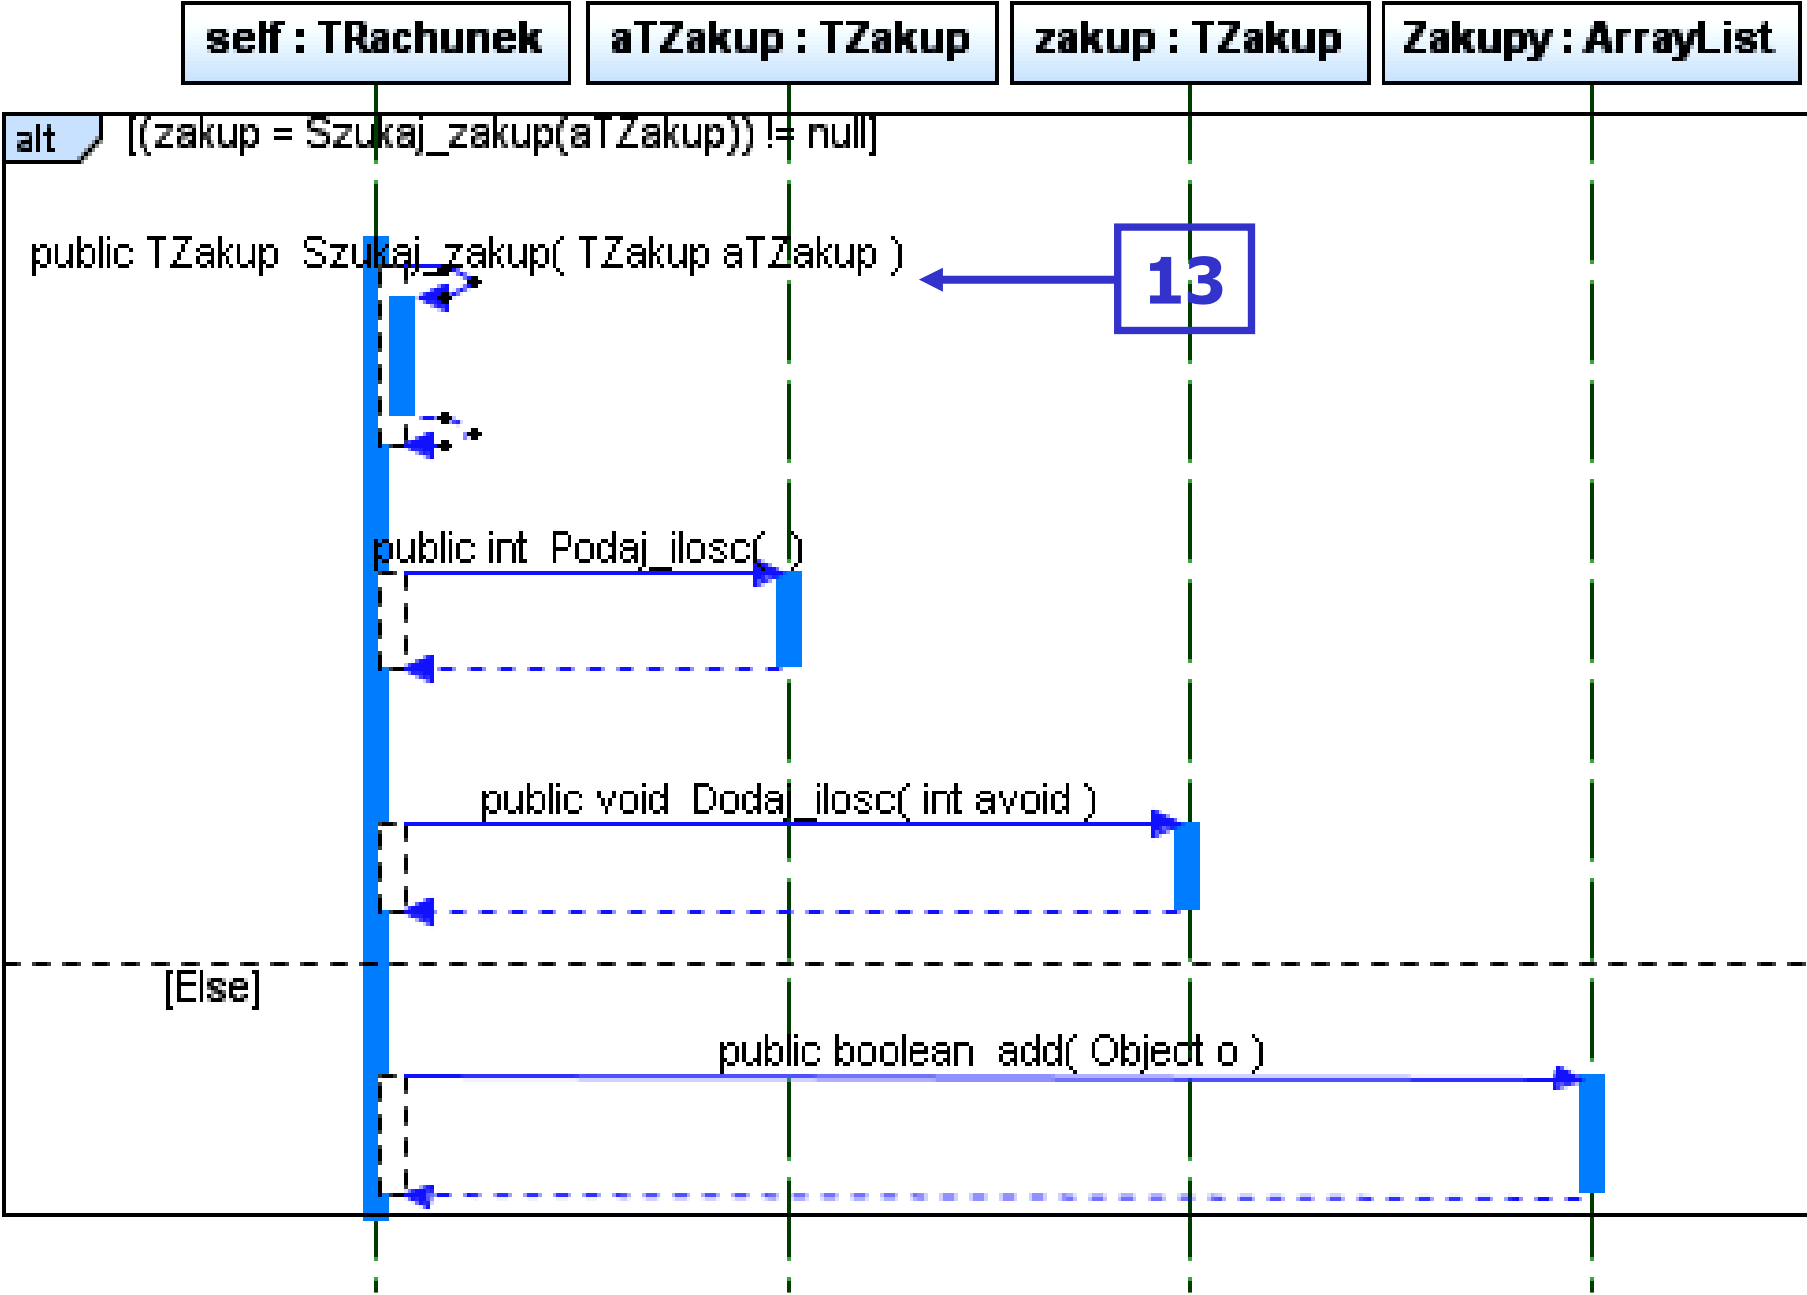 self : TRachunek
aTZakup : TZakup
zakup : TZakup
Zakupy : ArrayList
alt
[(zakup = Szukaj_zakup(aTZakup)) != null]
public TZakup Szukaj_zakup( TZakup aTZakup )
13
public int Podaj_ilosc( )
public void Dodaj_ilosc( int avoid )
[Else]
public boolean add( Object o )